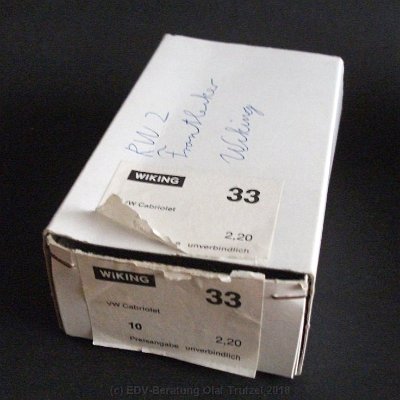 RW 2
Frontlenker
Wiking
WIKING
33
VW Cabriolet
2,20
unverbindlich
WIKING
33
VW Cabriolet
10
2,20
Preisangabe unverbindlich
(c) EDV-Beratung Olaf Trutzel 2018